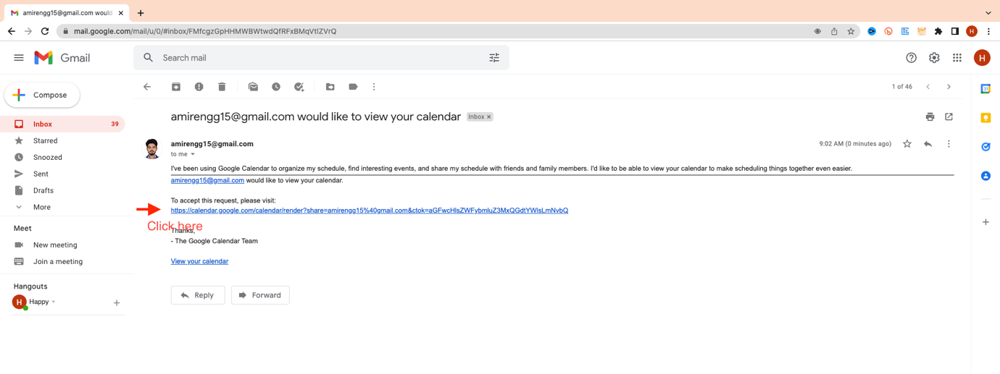 amirengg15@gmail.com would
mail.google.com/mail/u/0/#inbox/FMfcgzGpHHMWBWtwdQfRFxBMqVtlZVrQ
H
Gmail
Search mail
H
Compose
1 of 46
31
Inbox 39
Starred
Snoozed
Sent
Drafts
More
Meet
New meeting
Join a meeting
Hangouts
H Happy
amirengg15@gmail.com would like to view your calendar Inbox x
amirengg15@gmail.com 9:02 AM (0 minutes ago)
to me
I've been using Google Calendar to organize my schedule, find interesting events, and share my schedule with friends and family members. I'd like to be able to view your calendar to make scheduling things together even easier.
amirengg15@gmail.com would like to view your calendar.
To accept this request, please visit:
https://calendar.google.com/calendar/render?share=amirengg15%40gmail.com&ctok=aGFwcHlsZWFybmluZ3MxQGdtYWlsLmNvbQ
Click here
Thanks,
- The Google Calendar Team
View your calendar
Reply Forward